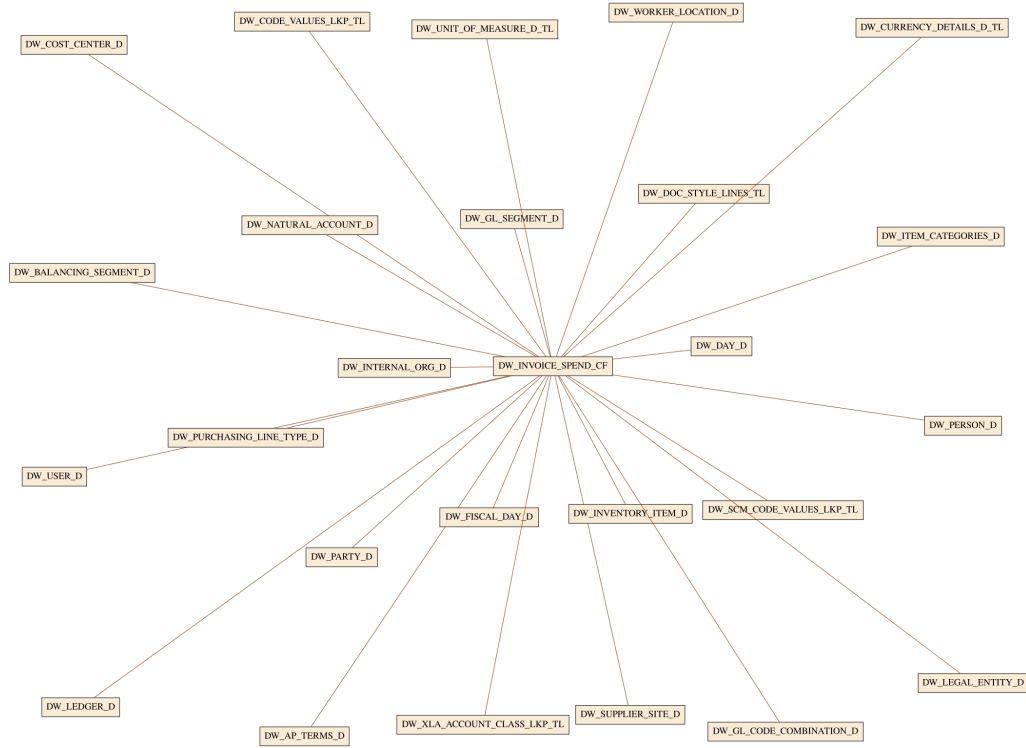 DW_WORKER_LOCATION_D
DW_CODE_VALUES_LKP_TL
DW_UNIT_OF_MEASURE_D_TL
DW_CURRENCY_DETAILS_D_TL
DW_COST_CENTER_D
DW_DOC_STYLE_LINES_TL
DW_GL_SEGMENT_D
DW_NATURAL_ACCOUNT_D
DW_ITEM_CATEGORIES_D
DW_BALANCING_SEGMENT_D
DW_DAY_D
DW_INVOICE_SPEND_CF
DW_INTERNAL_ORG_D
DW_PERSON_D
DW_PURCHASING_LINE_TYPE_D
DW_USER_D
DW_SCM_CODE_VALUES_LKP_TL
DW_INVENTORY_ITEM_D
DW_FISCAL_DAY_D
DW_PARTY_D
DW_LEGAL_ENTITY_D
DW_LEDGER_D
DW_SUPPLIER_SITE_D
DW_XLA_ACCOUNT_CLASS_LKP_TL
DW_GL_CODE_COMBINATION_D
DW_AP_TERMS_D